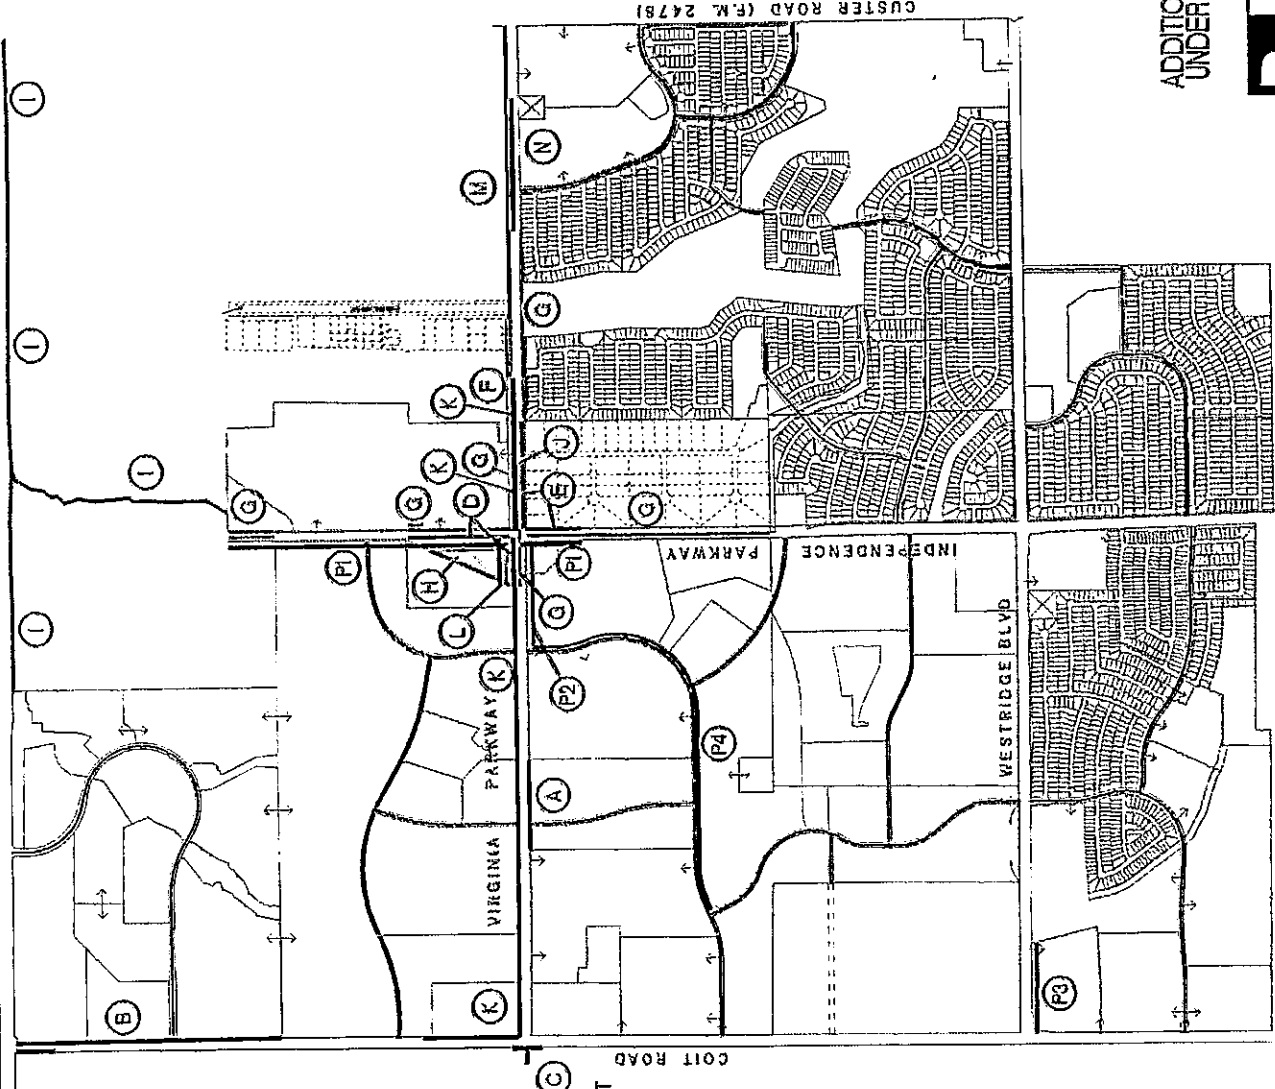 CUSTER ROAD (F.M. 2478)
ADDITIO
UNDER
I
I
I
I
M
N
G
F
K
G
K
J
E
G
G
G
D
H
L
P1
P1
G
P2
K
PARKWAY
INDEPENDENCE
WESTRIDGE BLVD
VIRGINIA
PARKWAY
A
P4
B
K
P3
COIT ROAD
C
T